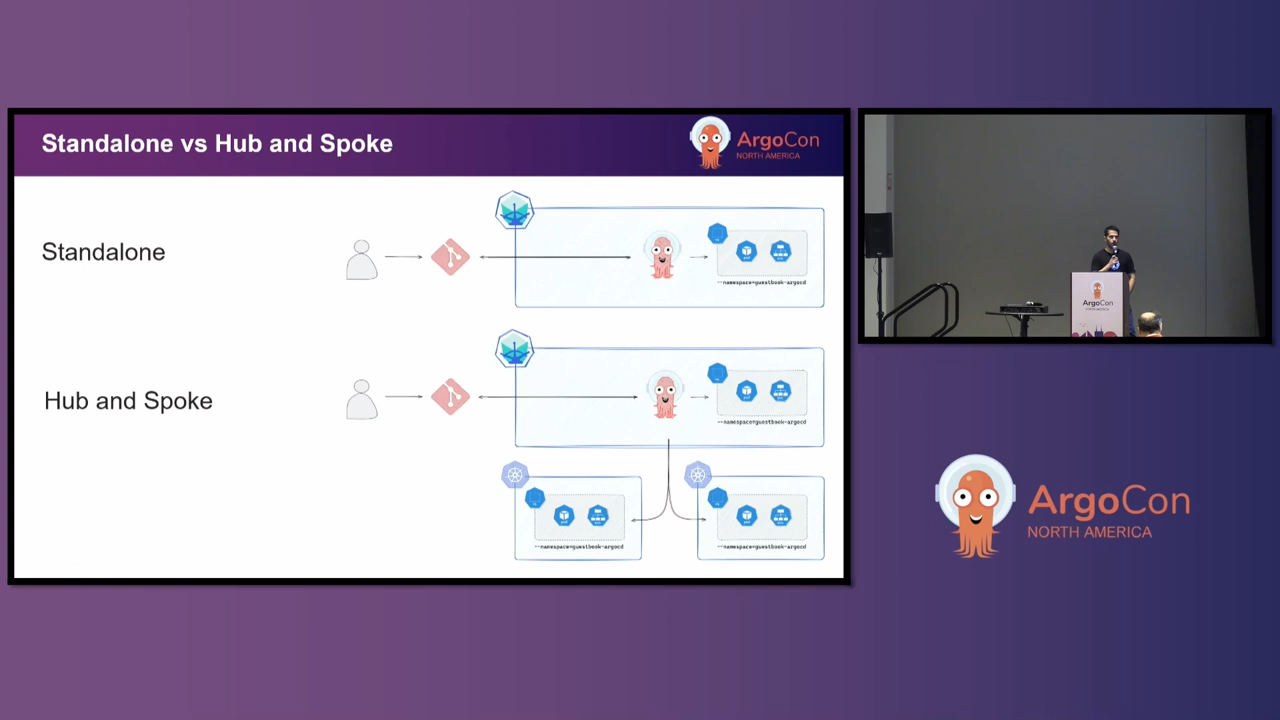 Standalone vs Hub and Spoke
ArgoCon
NORTH AMERICA
Standalone
--namespace=guestbook-argocd
Hub and Spoke
--namespace=guestbook-argocd
--namespace=guestbook-argocd
--namespace=guestbook-argocd
ArgoCon
ArgoCon
NORTH AMERICA